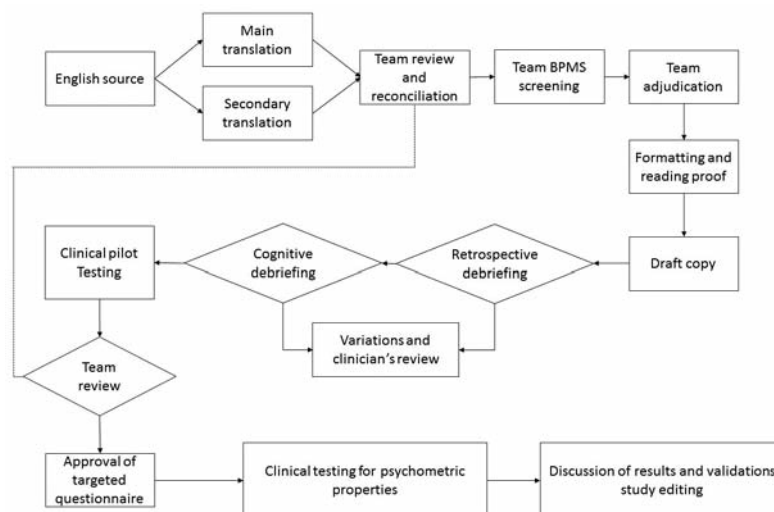 Main
translation
English source
Secondary
translation
Team review
and
reconciliation
Team BPMS
screening
Team
adjudication
Formatting and
reading proof
Draft copy
Retrospective
debriefing
Cognitive
debriefing
Clinical pilot
Testing
Variations and
clinician's review
Team
review
Approval of
targeted
questionnaire
Clinical testing for psychometric
properties
Discussion of results and validations
study editing